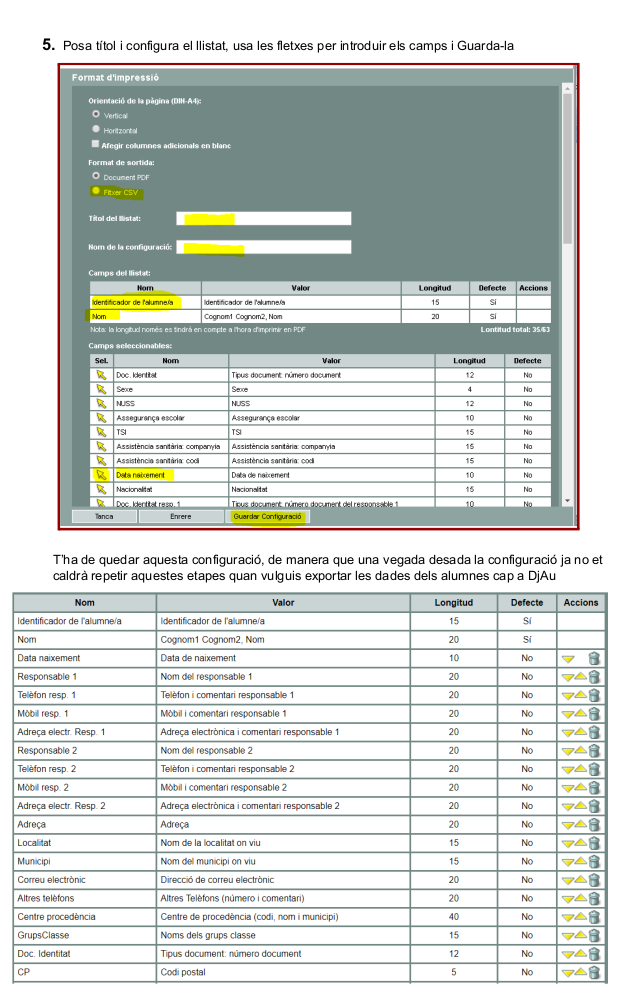 5. Posa títol i configura el llistat, usa les fletxes per introduir els camps i Guarda-la
Format d'impressió
Orientació de la pàgina (DIN-A4):
Vertical
Horitzontal
Afegir columnes adicionals en blanc
Format de sortida:
Document PDF
Fitxer CSV
Títol del llistat:
Nom de la configuració:
Camps del llistat:
Nom Valor Longitud Defecte Accions
Identificador de l'alumne/a Identificador de l'alumne/a 15 Sí
Nom Cognom1 Cognom2, Nom 20 Sí
Nota: la longitud només es tindrá en compte a l'hora d'imprimir en PDF Lontitud total: 35/63
Camps seleccionables:
Sel. Nom Valor Longitud Defecte
Doc. Identitat Tipus document: número document 12 No
Sexe Sexe 4 No
NUSS NUSS 12 No
Assegurança escolar Assegurança escolar 10 No
TSI TSI 15 No
Assistència sanitària: companyia Assistència sanitària: companyia 15 No
Assistència sanitària: codi Assistència sanitària: codi 15 No
Data naixement Data de naixement 10 No
Nacionalitat Nacionalitat 15 No
Doc. Identitat resp. 1 Tipus document: número document del responsable 1 10 No
Tanca Enrere Guardar Configuració
T'ha de quedar aquesta configuració, de manera que una vegada desada la configuració ja no et
caldrà repetir aquestes etapes quan vulguis exportar les dades dels alumnes cap a DjAu
Nom Valor Longitud Defecte Accions
Identificador de l'alumne/a Identificador de l'alumne/a 15 Sí
Nom Cognom1 Cognom2, Nom 20 Sí
Data naixement Data de naixement 10 No
Responsable 1 Nom del responsable 1 20 No
Telèfon resp. 1 Telèfon i comentari responsable 1 20 No
Mòbil resp. 1 Mòbil i comentari responsable 1 20 No
Adreça electr. Resp. 1 Adreça electrònica i comentari responsable 1 20 No
Responsable 2 Nom del responsable 2 20 No
Telèfon resp. 2 Telèfon i comentari responsable 2 20 No
Mòbil resp. 2 Mòbil i comentari responsable 2 20 No
Adreça electr. Resp. 2 Adreça electrònica i comentari responsable 2 20 No
Adreça Adreça 20 No
Localitat Nom de la localitat on viu 15 No
Municipi Nom del municipi on viu 15 No
Correu electrònic Direcció de correu electrònic 20 No
Altres telèfons Altres Telèfons (número i comentari) 20 No
Centre procedència Centre de procedència (codi, nom i municipi) 40 No
GrupsClasse Noms dels grups classe 15 No
Doc. Identitat Tipus document: número document 12 No
CP Codi postal 5 No